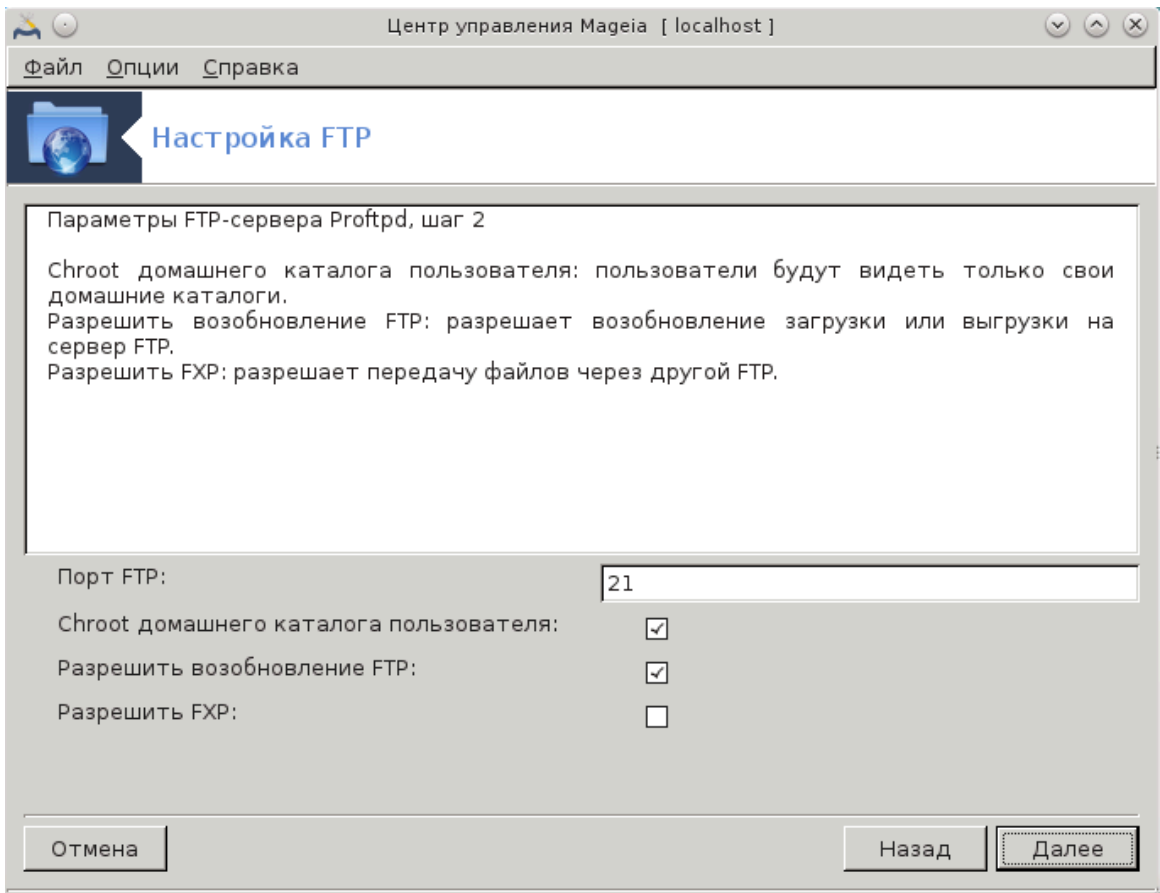 Центр управления Mageia [ localhost ]
Файл Опции Справка
Настройка FTP
Параметры FTP-сервера Proftpd, шаг 2
Chroot домашнего каталога пользователя: пользователи будут видеть только свои
домашние каталоги.
Разрешить возобновление FTP: разрешает возобновление загрузки или выгрузки на
сервер FTP.
Разрешить FXP: разрешает передачу файлов через другой FTP.
Порт FTP: 21
Chroot домашнего каталога пользователя:
Разрешить возобновление FTP:
Разрешить FXP:
Отмена Назад Далее